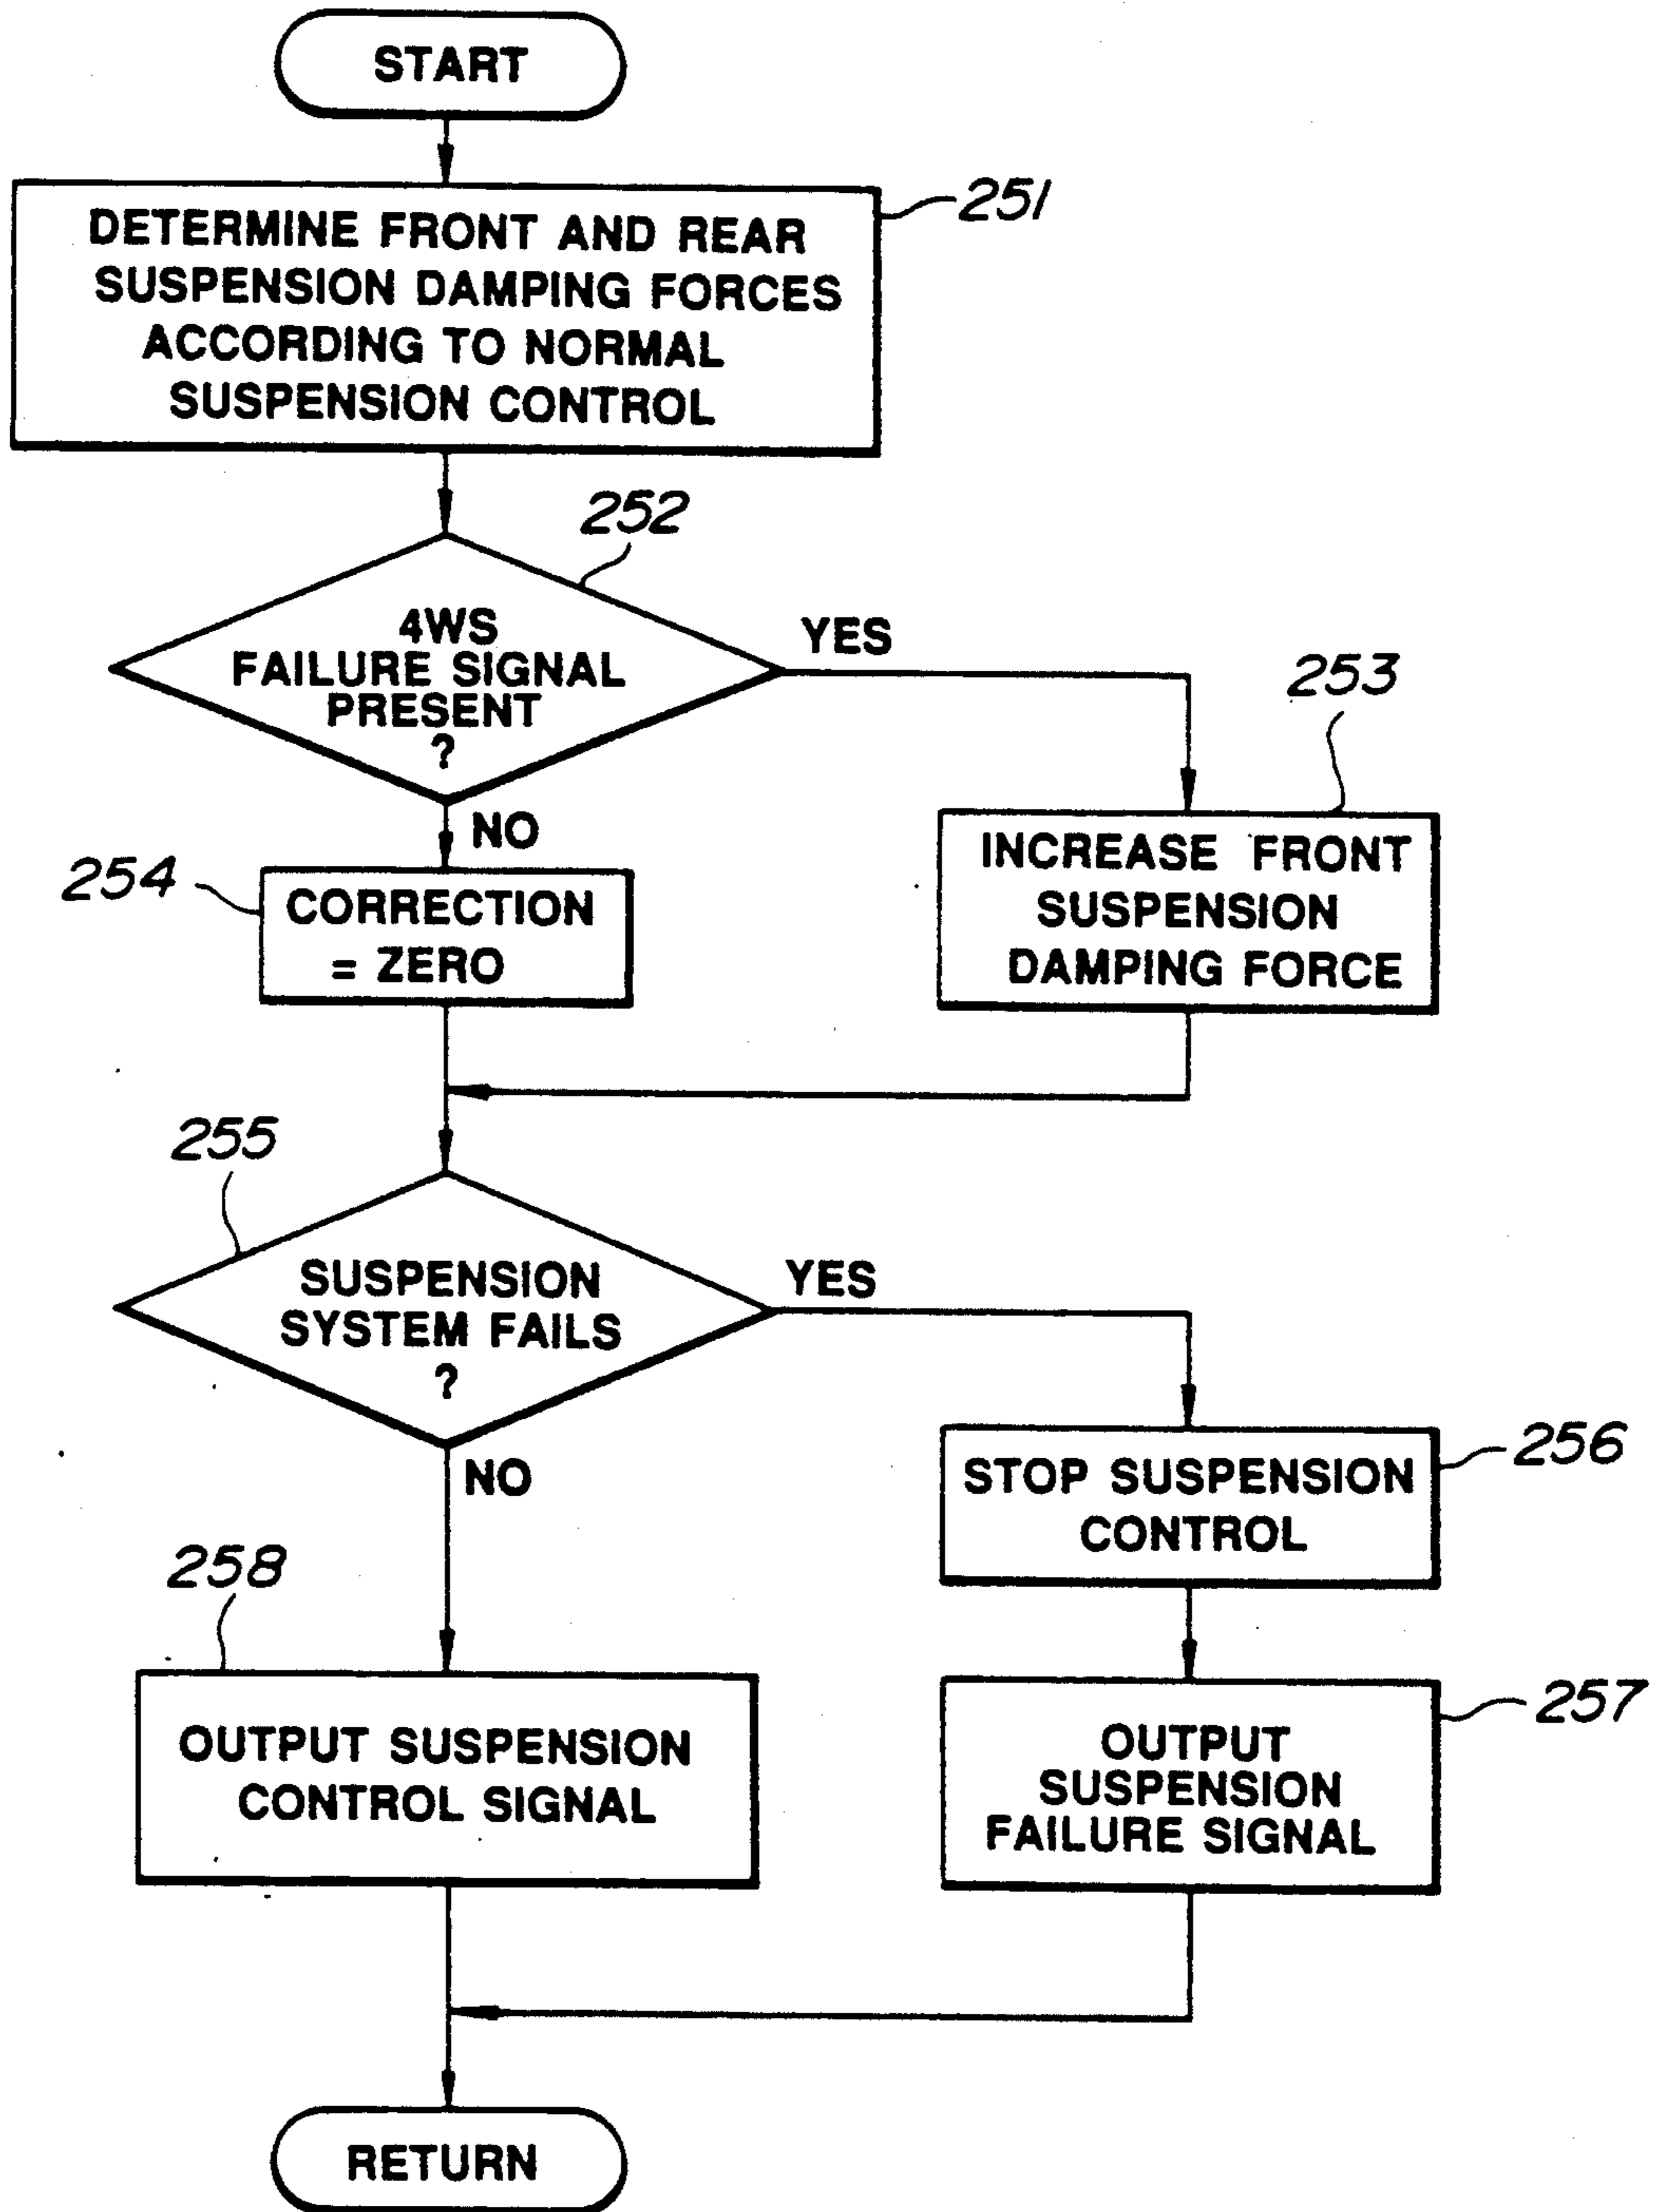 START
251
DETERMINE FRONT AND REAR
SUSPENSION DAMPING FORCES
ACCORDING TO NORMAL
SUSPENSION CONTROL
252
4WS
FAILURE SIGNAL
PRESENT
?
YES
NO
253
INCREASE FRONT
SUSPENSION
DAMPING FORCE
254
CORRECTION
= ZERO
255
SUSPENSION
SYSTEM FAILS
?
YES
NO
256
STOP SUSPENSION
CONTROL
258
OUTPUT SUSPENSION
CONTROL SIGNAL
257
OUTPUT
SUSPENSION
FAILURE SIGNAL
RETURN